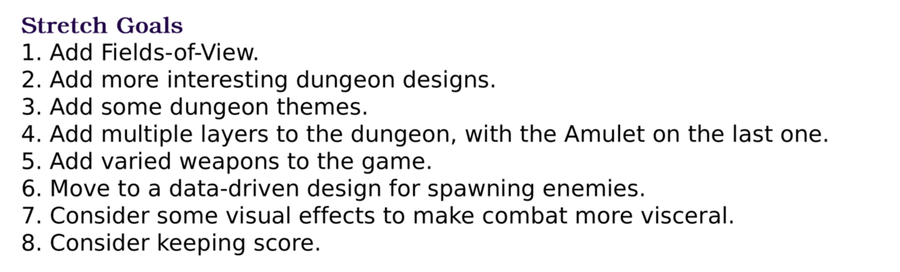 Stretch Goals
1. Add Fields-of-View.
2. Add more interesting dungeon designs.
3. Add some dungeon themes.
4. Add multiple layers to the dungeon, with the Amulet on the last one.
5. Add varied weapons to the game.
6. Move to a data-driven design for spawning enemies.
7. Consider some visual effects to make combat more visceral.
8. Consider keeping score.